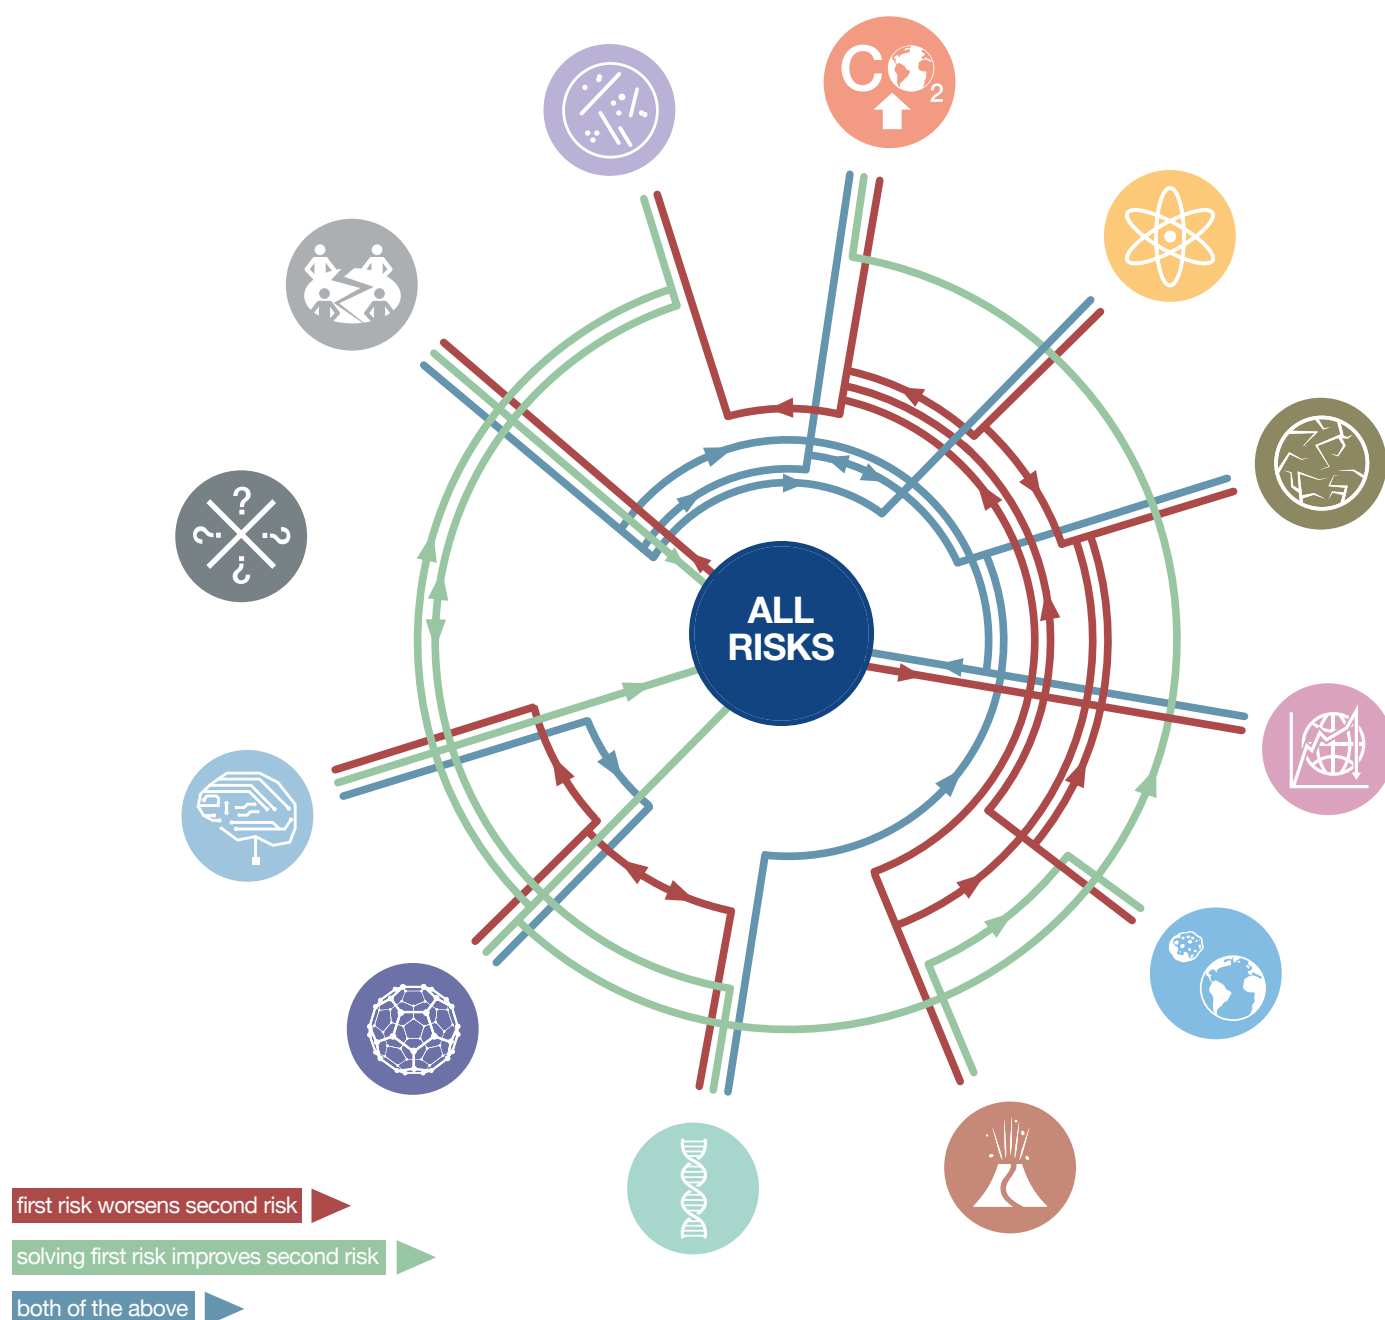 CO2
? ? ? ?
ALL
RISKS
first risk worsens second risk
solving first risk improves second risk
both of the above